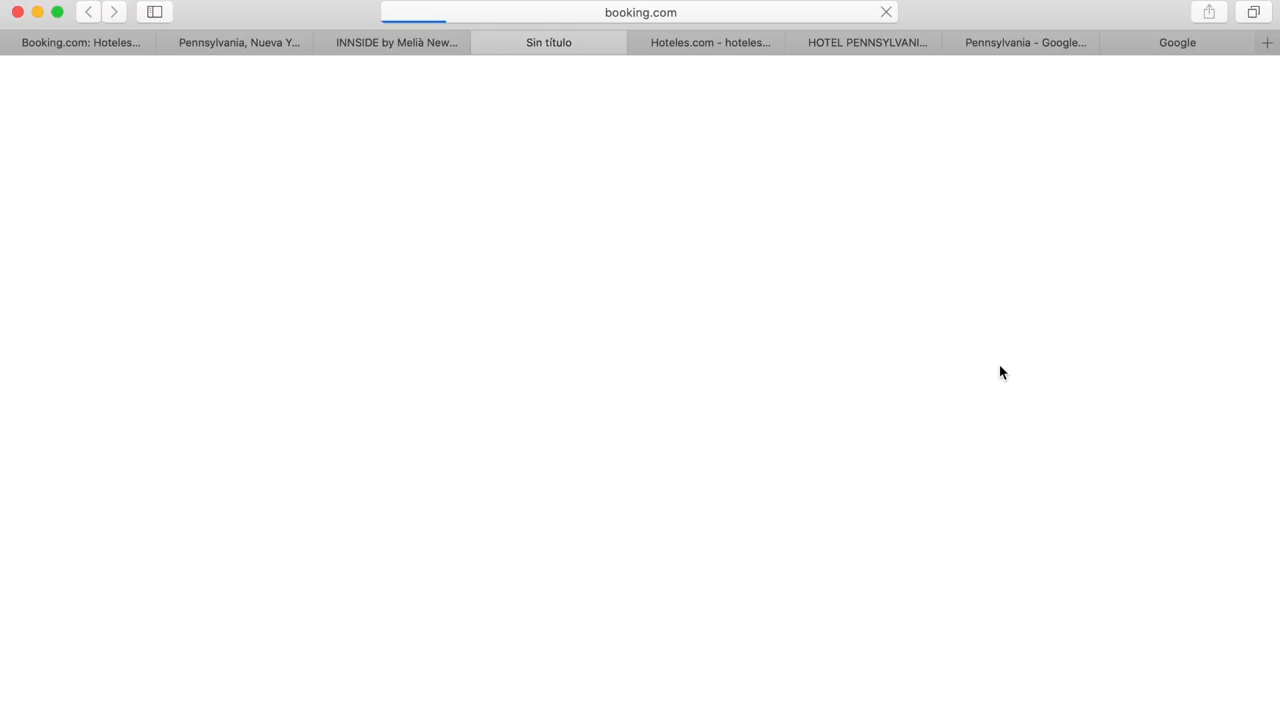 booking.com
Booking.com: Hoteles...
Pennsylvania, Nueva Y...
INNSIDE by Melià New...
Sin título
Hoteles.com - hoteles...
HOTEL PENNSYLVANI...
Pennsylvania - Google...
Google